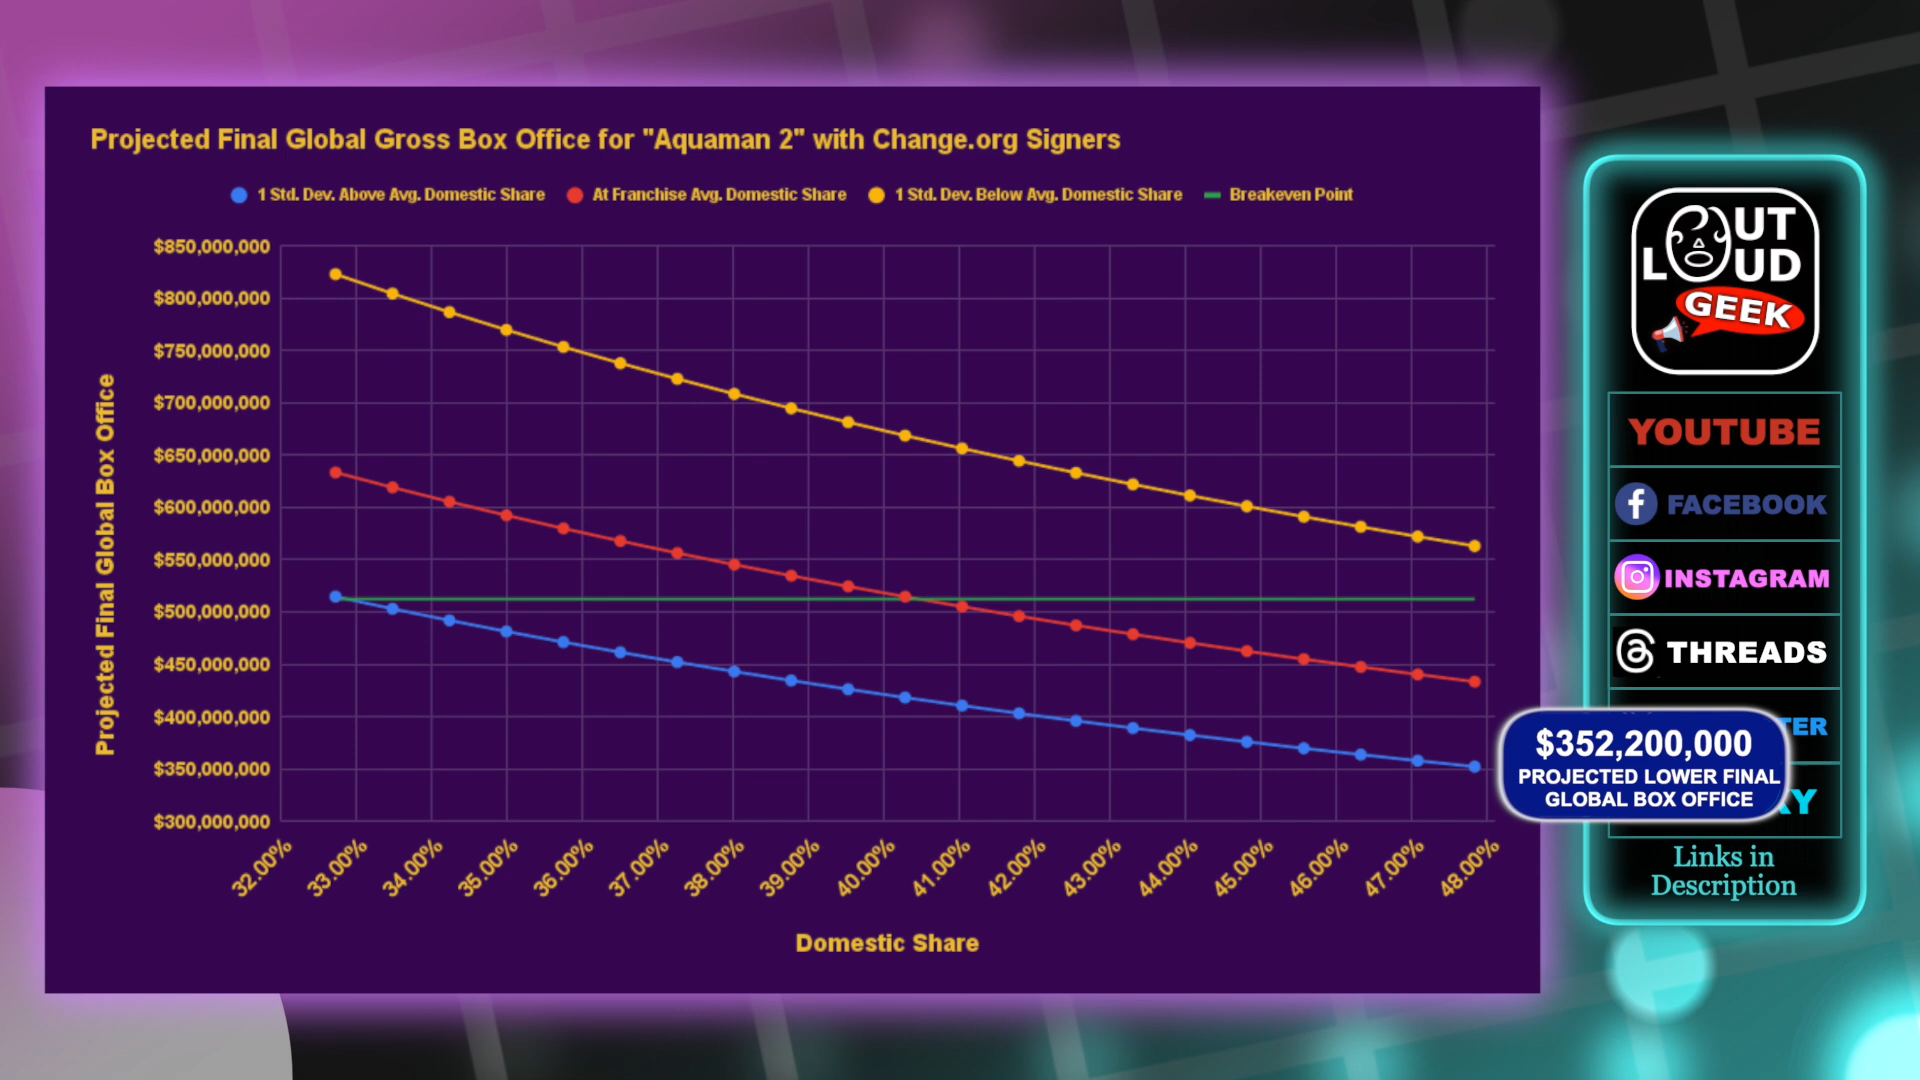 Projected Final Global Gross Box Office for "Aquaman 2" with Change.org Signers
1 Std. Dev. Above Avg. Domestic Share
At Franchise Avg. Domestic Share
1 Std. Dev. Below Avg. Domestic Share
Breakeven Point
Projected Final Global Box Office
$850,000,000
$800,000,000
$750,000,000
$700,000,000
$650,000,000
$600,000,000
$550,000,000
$500,000,000
$450,000,000
$400,000,000
$350,000,000
$300,000,000
32.00%
33.00%
34.00%
35.00%
36.00%
37.00%
38.00%
39.00%
40.00%
41.00%
42.00%
43.00%
44.00%
45.00%
46.00%
47.00%
48.00%
Domestic Share
OUT
LOUD
GEEK
YOUTUBE
FACEBOOK
INSTAGRAM
THREADS
TER
$352,200,000
PROJECTED LOWER FINAL
GLOBAL BOX OFFICE
KY
Links in
Description